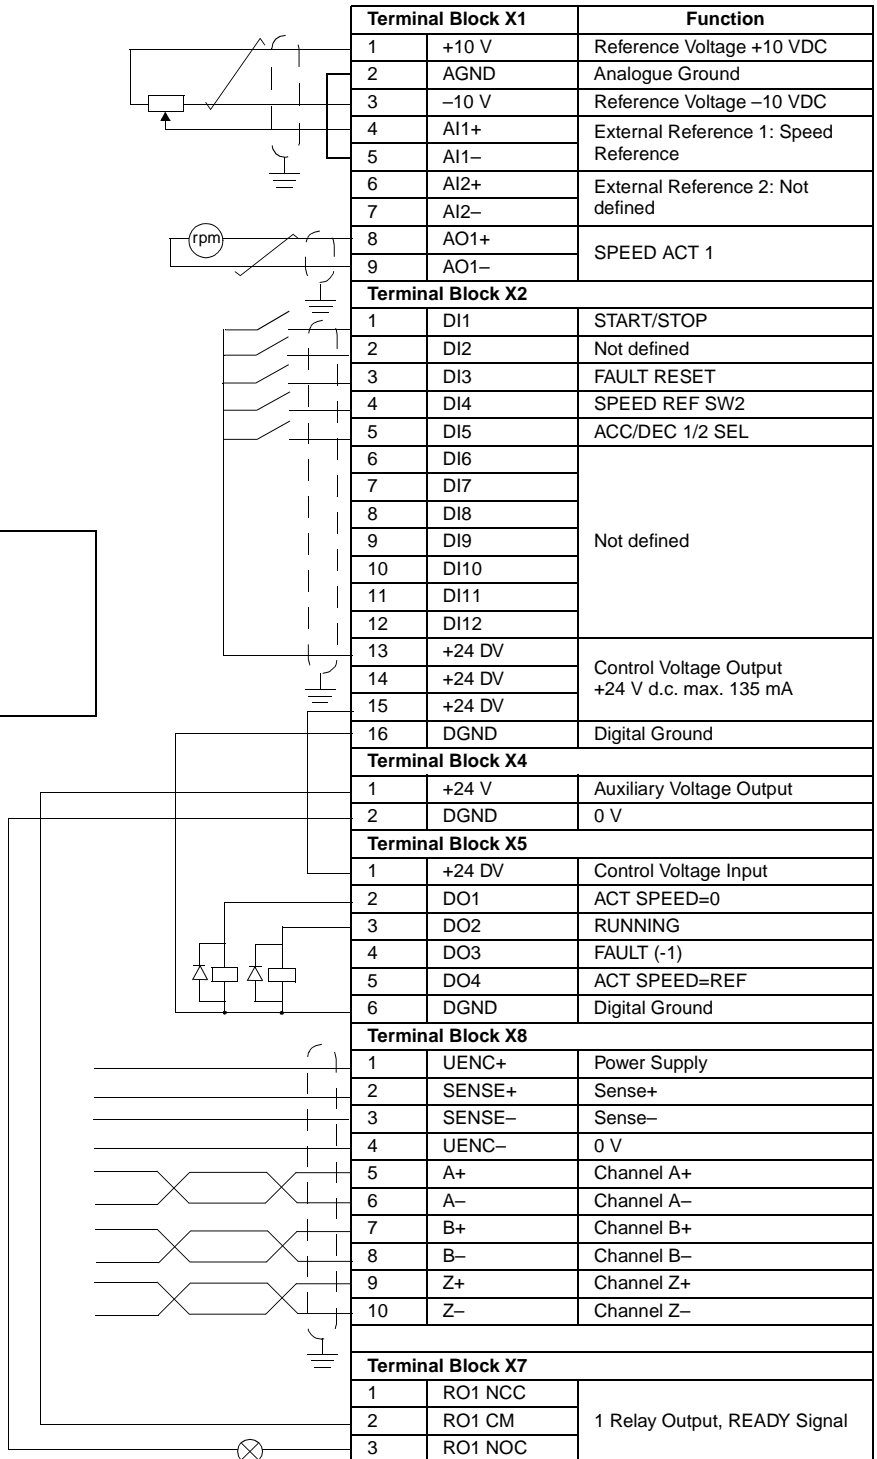 Terminal Block X1 Function
1 +10 V Reference Voltage +10 VDC
2 AGND Analogue Ground
3 –10 V Reference Voltage –10 VDC
4 AI1+ External Reference 1: Speed
Reference
5 AI1–
6 AI2+ External Reference 2: Not
defined
7 AI2–
rpm
8 AO1+ SPEED ACT 1
9 AO1–
Terminal Block X2
1 DI1 START/STOP
2 DI2 Not defined
3 DI3 FAULT RESET
4 DI4 SPEED REF SW2
5 DI5 ACC/DEC 1/2 SEL
6 DI6
7 DI7
8 DI8
9 DI9 Not defined
10 DI10
11 DI11
12 DI12
13 +24 DV Control Voltage Output
14 +24 DV +24 V d.c. max. 135 mA
15 +24 DV
16 DGND Digital Ground
Terminal Block X4
1 +24 V Auxiliary Voltage Output
2 DGND 0 V
Terminal Block X5
1 +24 DV Control Voltage Input
2 DO1 ACT SPEED=0
3 DO2 RUNNING
4 DO3 FAULT (-1)
5 DO4 ACT SPEED=REF
6 DGND Digital Ground
Terminal Block X8
1 UENC+ Power Supply
2 SENSE+ Sense+
3 SENSE– Sense–
4 UENC– 0 V
5 A+ Channel A+
6 A– Channel A–
7 B+ Channel B+
8 B– Channel B–
9 Z+ Channel Z+
10 Z– Channel Z–
Terminal Block X7
1 RO1 NCC
2 RO1 CM 1 Relay Output, READY Signal
3 RO1 NOC